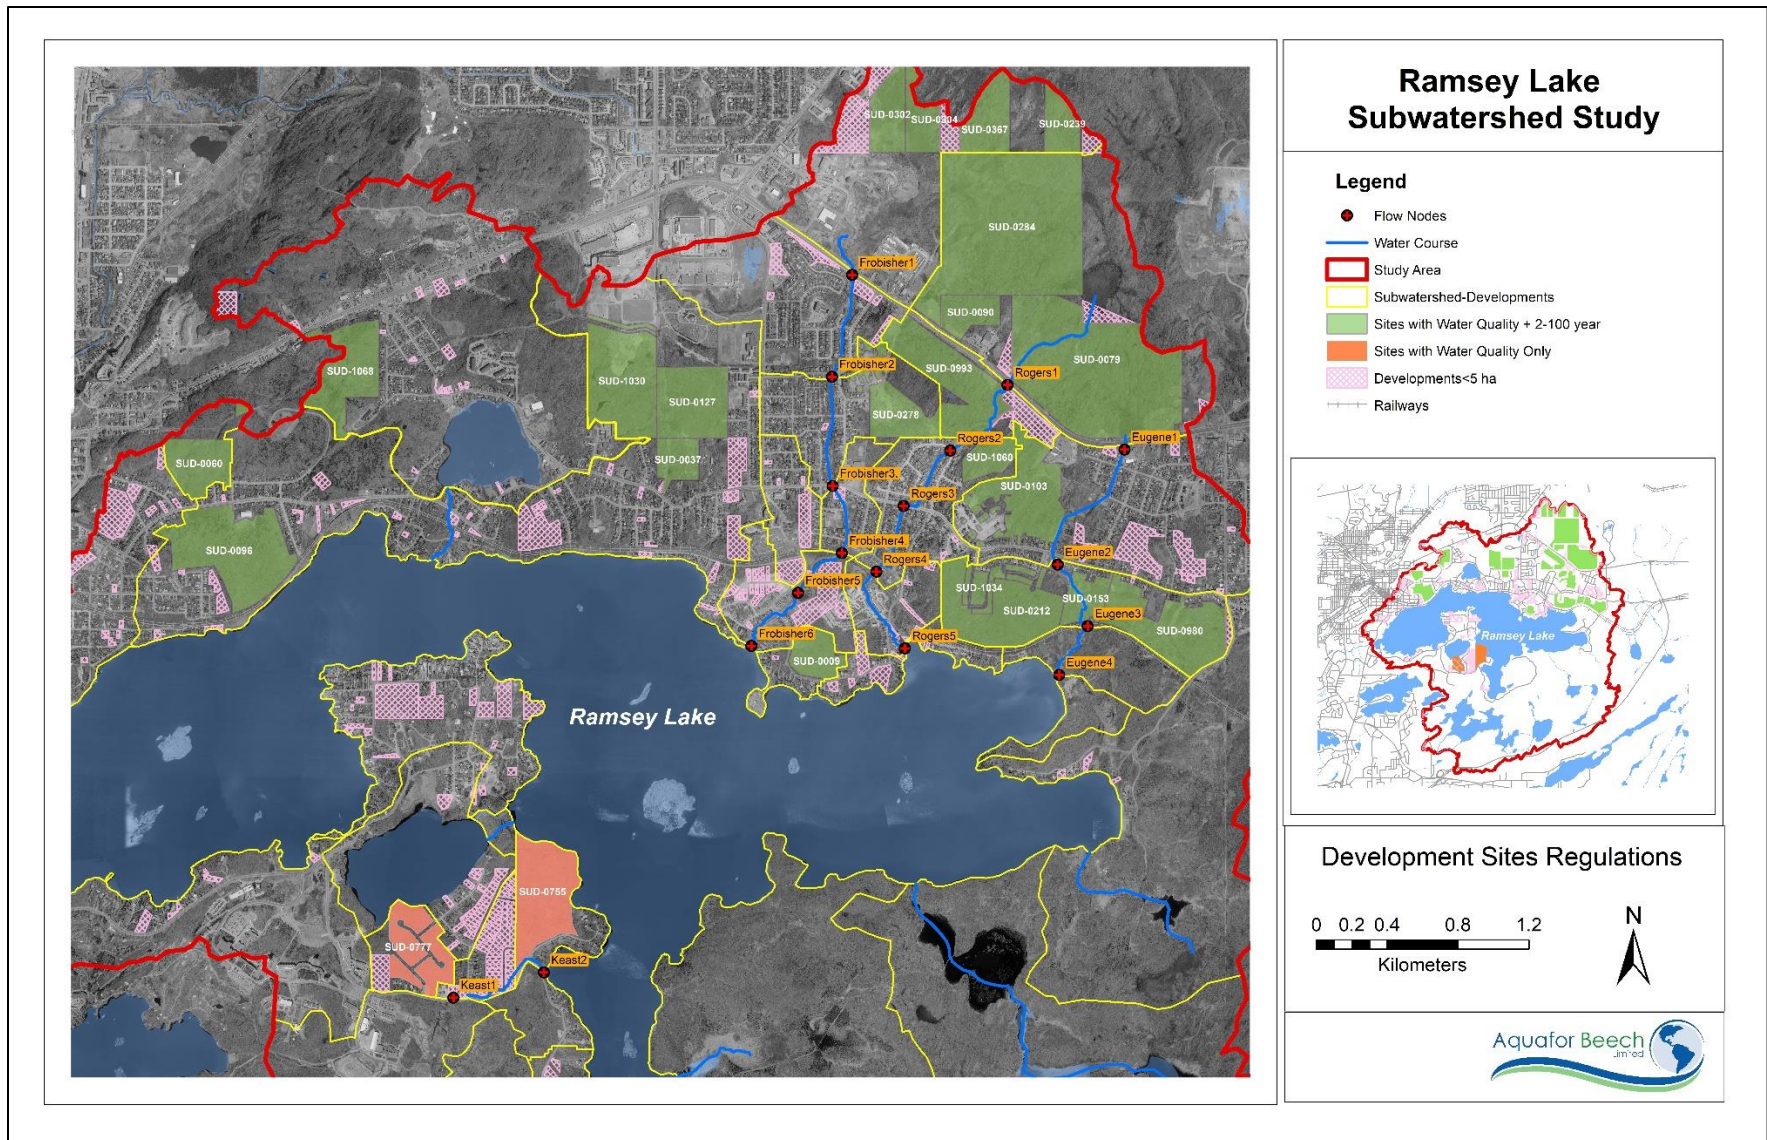 SUD-0302
SUD-0204
SUD-0367
SUD-0239
SUD-0284
Frobisher1
SUD-0090
SUD-0079
SUD-1068
SUD-1030
SUD-0127
Frobisher2
SUD-0993
Rogers1
SUD-0278
SUD-0060
SUD-0037
Rogers2
SUD-1060
Eugene1
Frobisher3.
Rogers3
SUD-0103
SUD-0096
Frobisher4.
Rogers4
Eugene2
Frobisher5
SUD-1034
SUD-0212
SUD-0153
Eugene3
SUD-0980
Frobisher6
SUD-0009
Rogers5
Eugene4
Ramsey Lake
SUD-0755
SUD-0777
Keast2
Keast1
Ramsey Lake
Subwatershed Study
Legend
Flow Nodes
Water Course
Study Area
Subwatershed-Developments
Sites with Water Quality + 2-100 year
Sites with Water Quality Only
Developments<5 ha
Railways
Ramsey Lake
Development Sites Regulations
0 0.2 0.4 0.8 1.2
Kilometers
N
Aquafor Beech
Limited